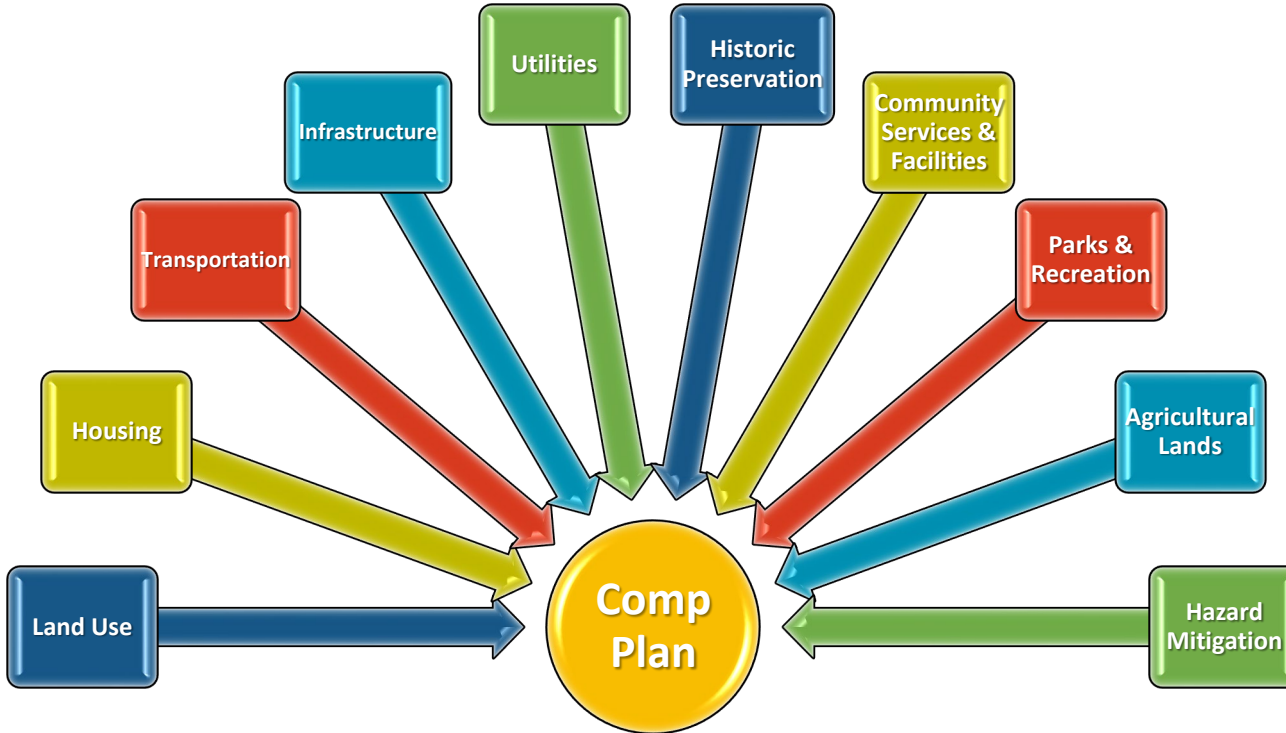 Land Use
Housing
Transportation
Infrastructure
Utilities
Historic
Preservation
Community
Services &
Facilities
Parks &
Recreation
Agricultural
Lands
Hazard
Mitigation
Comp
Plan